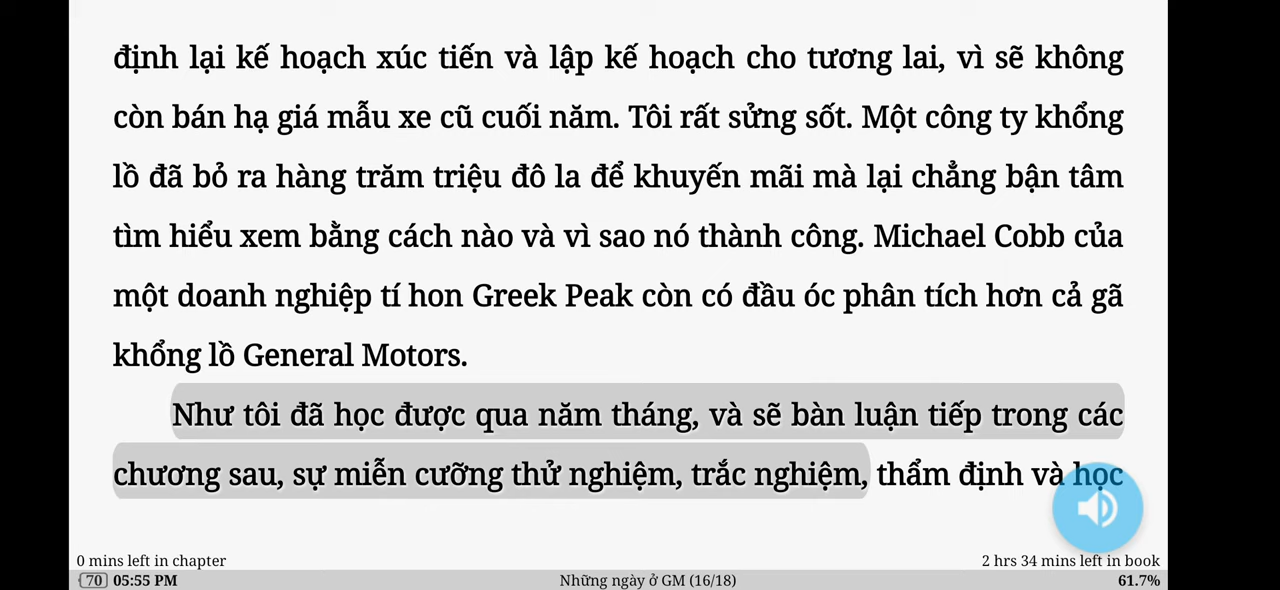 định lại kế hoạch xúc tiến và lập kế hoạch cho tương lai, vì sẽ không
còn bán hạ giá mẫu xe cũ cuối năm. Tôi rất sửng sốt. Một công ty khổng
lồ đã bỏ ra hàng trăm triệu đô la để khuyến mãi mà lại chẳng bận tâm
tìm hiểu xem bằng cách nào và vì sao nó thành công. Michael Cobb của
một doanh nghiệp tí hon Greek Peak còn có đầu óc phân tích hơn cả gã
khổng lồ General Motors.
Như tôi đã học được qua năm tháng, và sẽ bàn luận tiếp trong các
chương sau, sự miễn cưỡng thử nghiệm, trắc nghiệm, thẩm định và học
0 mins left in chapter
2 hrs 34 mins left in book
70 05:55 PM
Những ngày ở GM (16/18)
61.7%